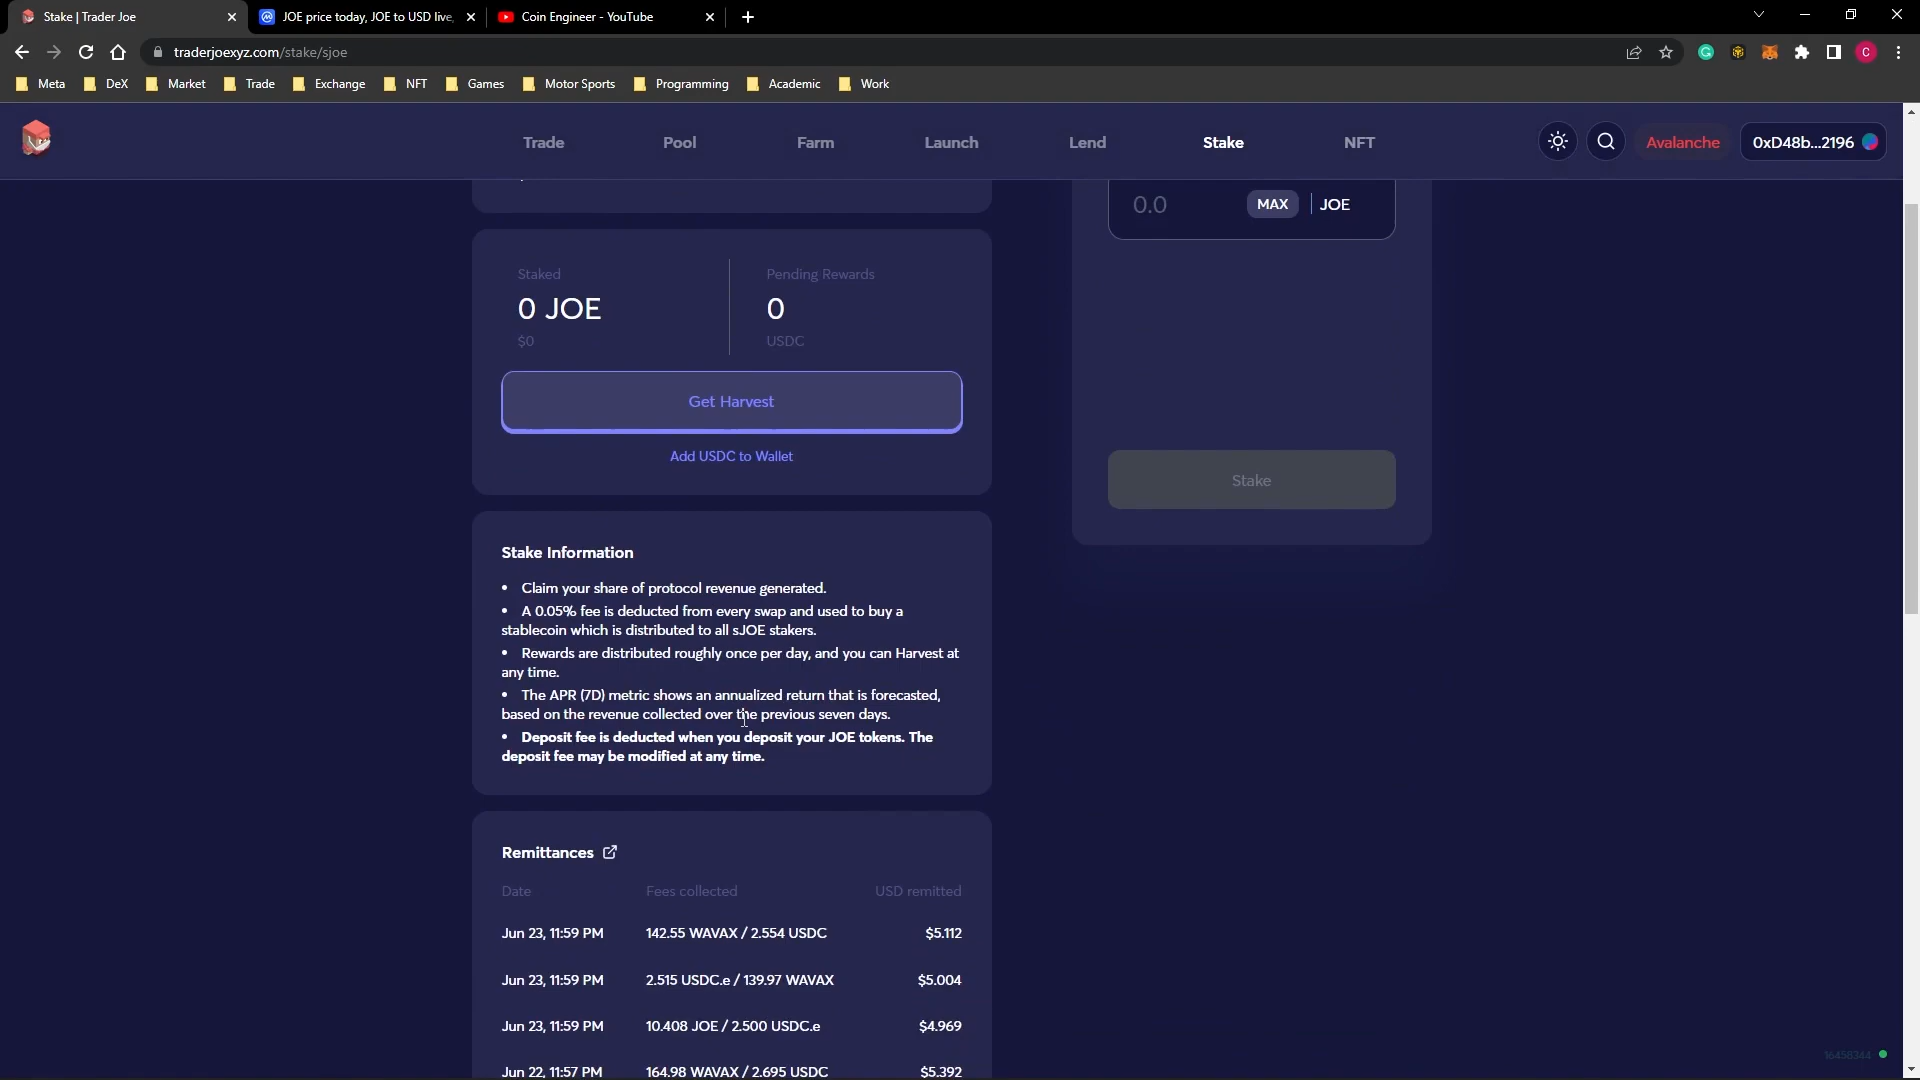 Stake | Trader Joe
JOE price today, JOE to USD live,
Coin Engineer - YouTube
traderjoexyz.com/stake/sjoe
Meta
DeX
Market
Trade
Exchange
NFT
Games
Motor Sports
Programming
Academic
Work
Trade
Pool
Farm
Launch
Lend
Stake
NFT
Avalanche
0xD48b...2196
0.0
MAX
JOE
Staked
Pending Rewards
0 JOE
0
$0
USDC
Get Harvest
Add USDC to Wallet
Stake
Stake Information
• Claim your share of protocol revenue generated.
• A 0.05% fee is deducted from every swap and used to buy a
stablecoin which is distributed to all sJOE stakers.
• Rewards are distributed roughly once per day, and you can Harvest at
any time.
• The APR (7D) metric shows an annualized return that is forecasted,
based on the revenue collected over the previous seven days.
• Deposit fee is deducted when you deposit your JOE tokens. The
deposit fee may be modified at any time.
Remittances
Date Fees collected USD remitted
Jun 23, 11:59 PM 142.55 WAVAX / 2.554 USDC $5.112
Jun 23, 11:59 PM 2.515 USDC.e / 139.97 WAVAX $5.004
Jun 23, 11:59 PM 10.408 JOE / 2.500 USDC.e $4.969
Jun 22, 11:57 PM 164.98 WAVAX / 2.695 USDC $5.392
16458344